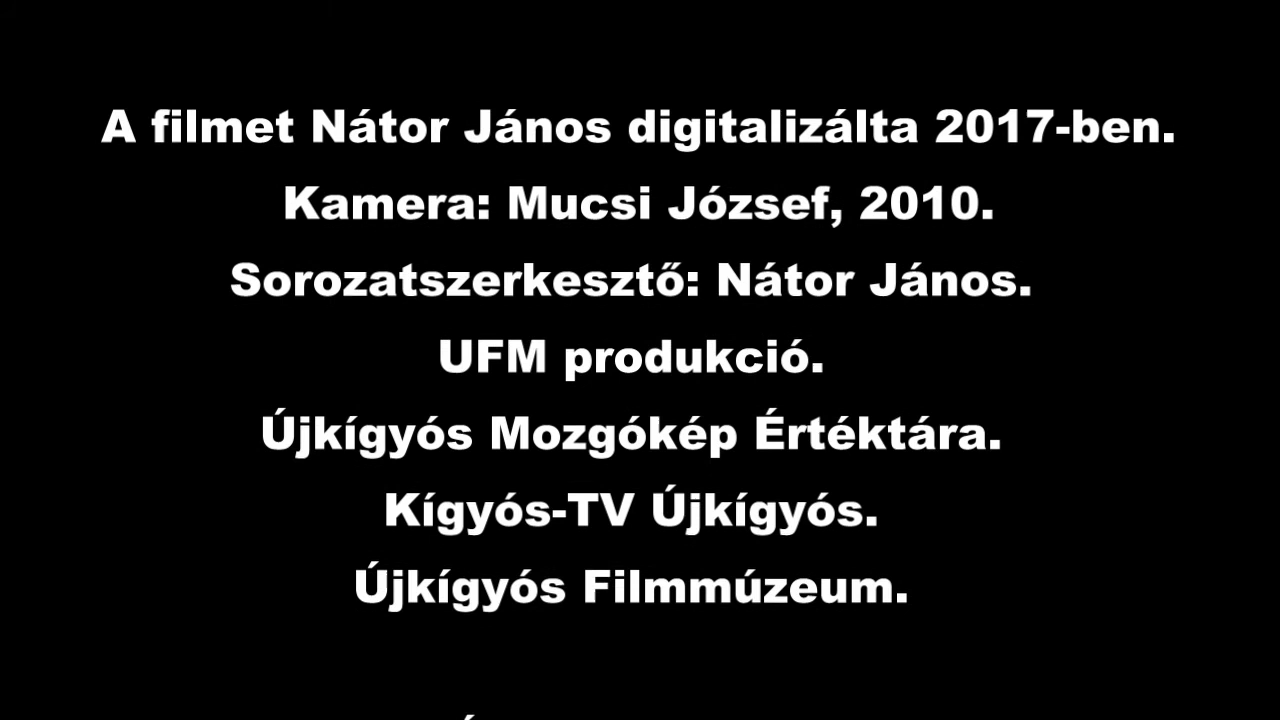 A filmet Nátor János digitalizálta 2017-ben.
Kamera: Mucsi József, 2010.
Sorozatszerkesztő: Nátor János.
UFM produkció.
Újkígyós Mozgókép Értéktára.
Kígyós-TV Újkígyós.
Újkígyós Filmmúzeum.